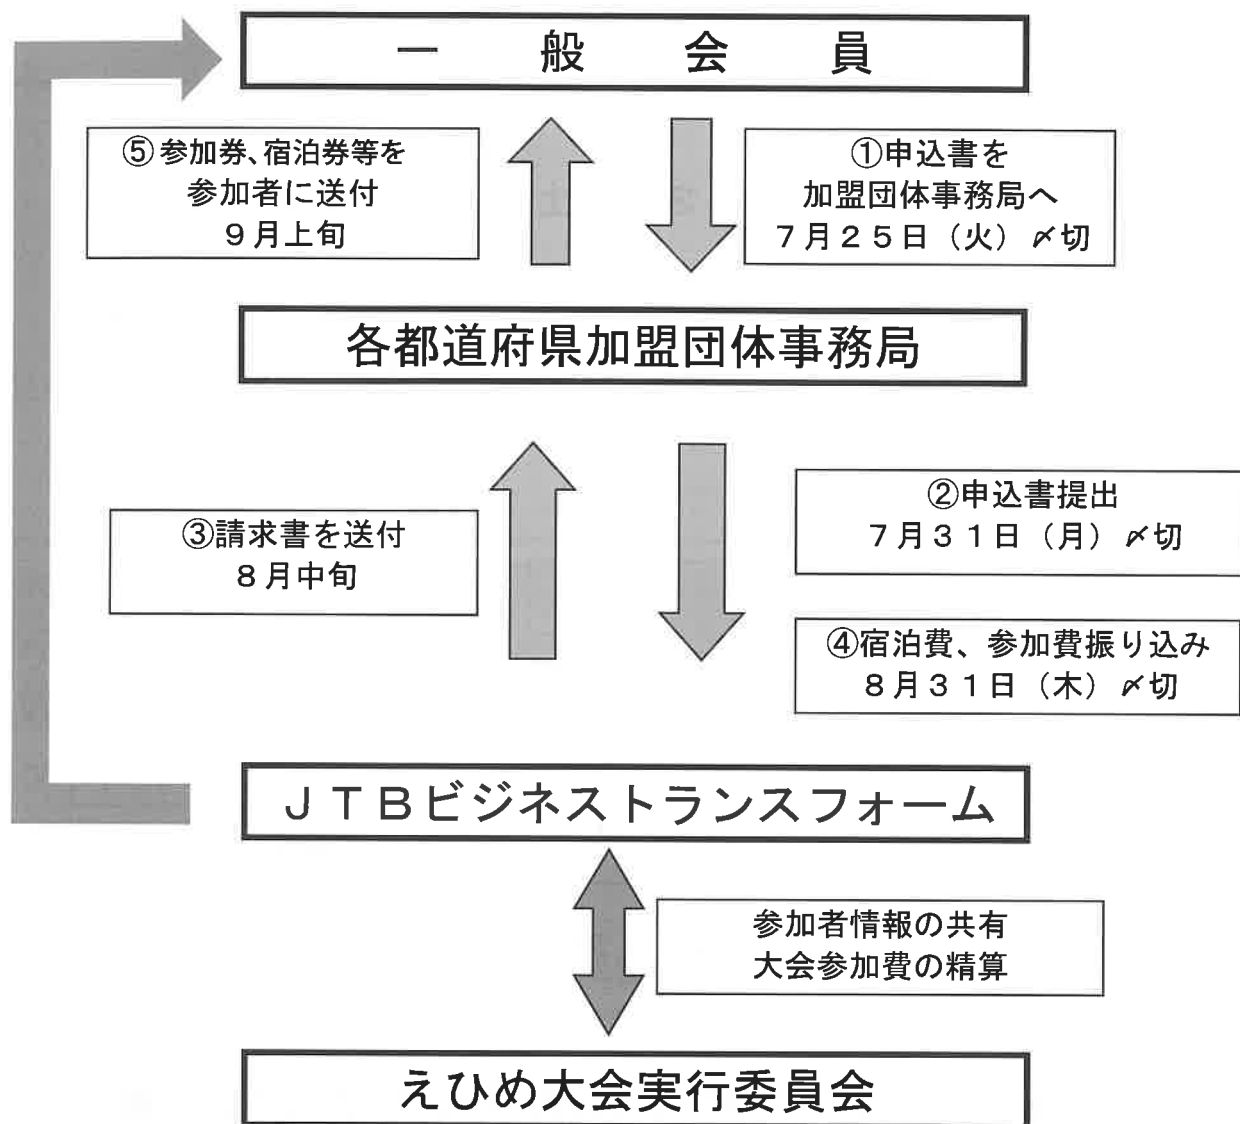 一般会員
⑤参加券、宿泊券等を
参加者に送付
９月上旬
①申込書を
加盟団体事務局へ
７月２５日（火）〆切
各都道府県加盟団体事務局
②申込書提出
７月３１日（月）〆切
③請求書を送付
８月中旬
④宿泊費、参加費振り込み
８月３１日（木）〆切
ＪＴＢビジネストランスフォーム
参加者情報の共有
大会参加費の精算
えひめ大会実行委員会